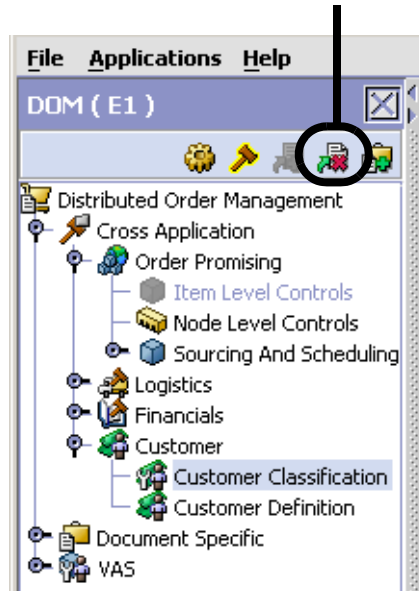 File Applications Help
DOM ( E1 )
Distributed Order Management
Cross Application
Order Promising
Item Level Controls
Node Level Controls
Sourcing And Scheduling
Logistics
Financials
Customer
Customer Classification
Customer Definition
Document Specific
VAS